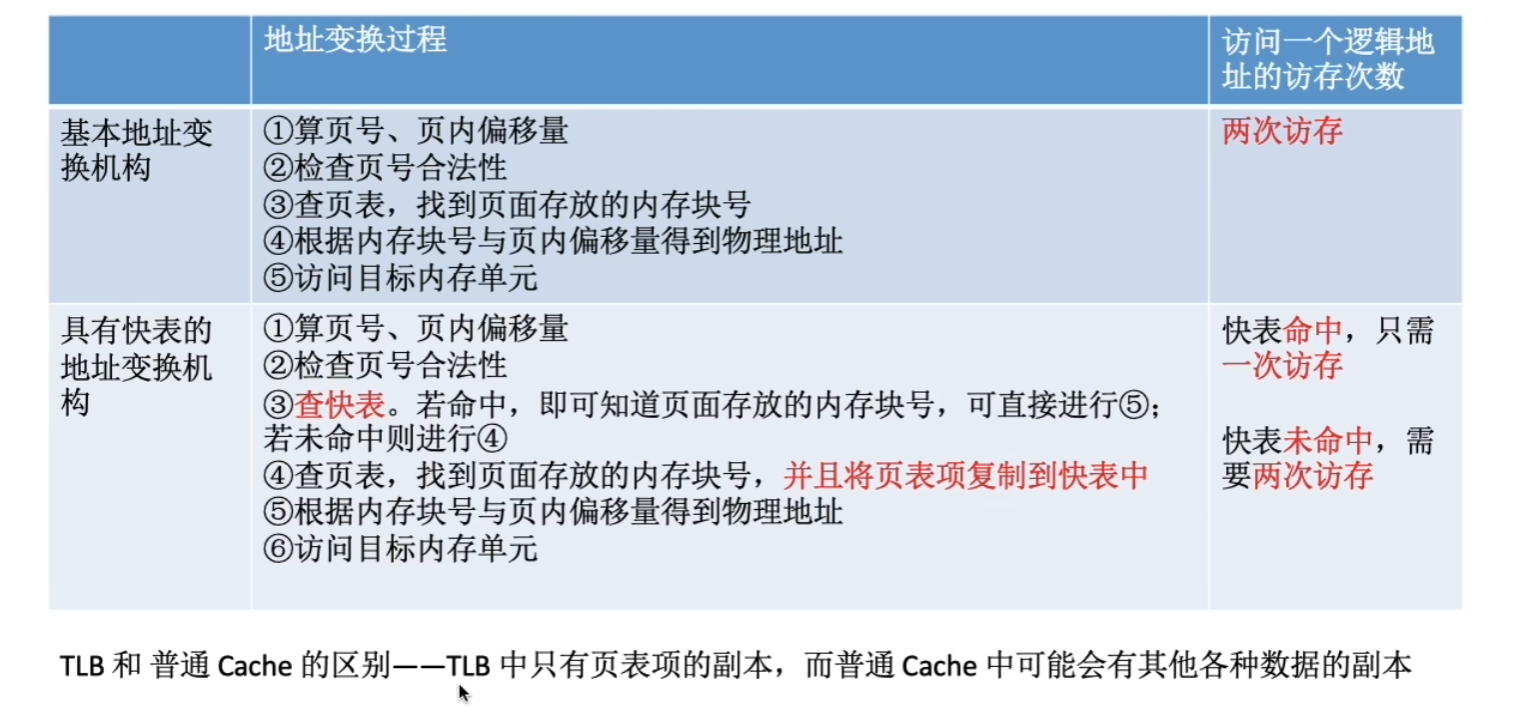 地址变换过程
访问一个逻辑地
址的访存次数
基本地址变
换机构
①算页号、页内偏移量
②检查页号合法性
③查页表，找到页面存放的内存块号
④根据内存块号与页内偏移量得到物理地址
⑤访问目标内存单元
两次访存
具有快表的
地址变换机
构
①算页号、页内偏移量
②检查页号合法性
③查快表。若命中，即可知道页面存放的内存块号，可直接进行⑤；
若未命中则进行④
④查页表，找到页面存放的内存块号，并且将页表项复制到快表中
⑤根据内存块号与页内偏移量得到物理地址
⑥访问目标内存单元
快表命中，只需
一次访存
快表未命中，需
要两次访存
TLB 和 普通 Cache 的区别——TLB 中只有页表项的副本，而普通 Cache 中可能会有其他各种数据的副本